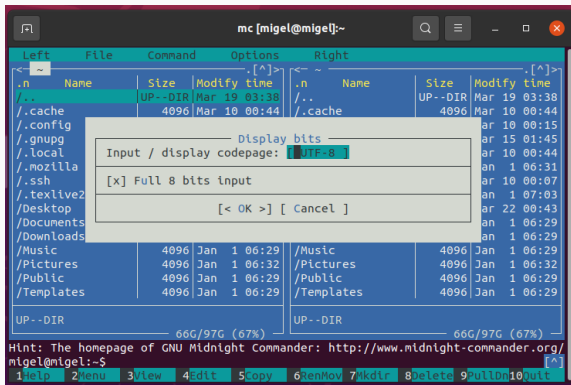 mc [migel@migel]:~
Left File Command Options Right
<- ~ .[^]> <- ~ .[^]>
.n Name Size Modify time .n Name Size Modify time
/.. UP--DIR Mar 19 03:38 /.. UP--DIR Mar 19 03:38
/.cache 4096 Mar 10 00:44 /.cache 4096 Mar 10 00:44
/.config ar 10 00:15
/.gnupg Display bits ar 15 01:45
/.local Input / display codepage: [ UTF-8 ] ar 10 00:44
/.mozilla an 1 06:31
/.ssh [x] Full 8 bits input ar 10 00:07
/.texlive2 an 1 07:03
/Desktop [< OK >] [ Cancel ] ar 22 00:43
/Documents an 1 06:29
/Downloads an 1 06:29
/Music 4096 Jan 1 06:29 /Music 4096 Jan 1 06:29
/Pictures 4096 Jan 1 06:32 /Pictures 4096 Jan 1 06:32
/Public 4096 Jan 1 06:29 /Public 4096 Jan 1 06:29
/Templates 4096 Jan 1 06:29 /Templates 4096 Jan 1 06:29
UP--DIR UP--DIR
66G/97G (67%) 66G/97G (67%)
Hint: The homepage of GNU Midnight Commander: http://www.midnight-commander.org/
migel@migel:~$ [^]
1Help 2Menu 3View 4Edit 5Copy 6RenMov 7Mkdir 8Delete 9PullDn 10Quit